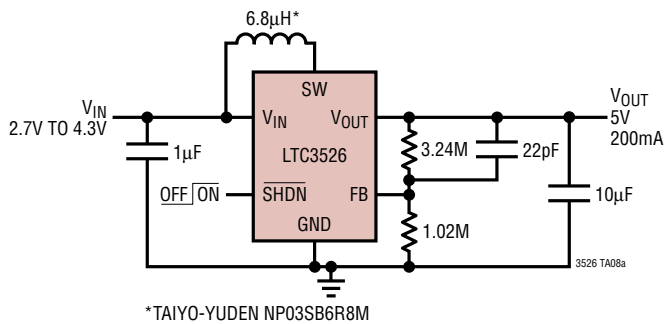 6.8µH*
SW
VIN
2.7V TO 4.3V
VIN
VOUT
VOUT
5V
200mA
1µF
LTC3526
3.24M
22pF
OFF ON
SHDN
FB
10µF
GND
1.02M
3526 TA08a
*TAIYO-YUDEN NP03SB6R8M